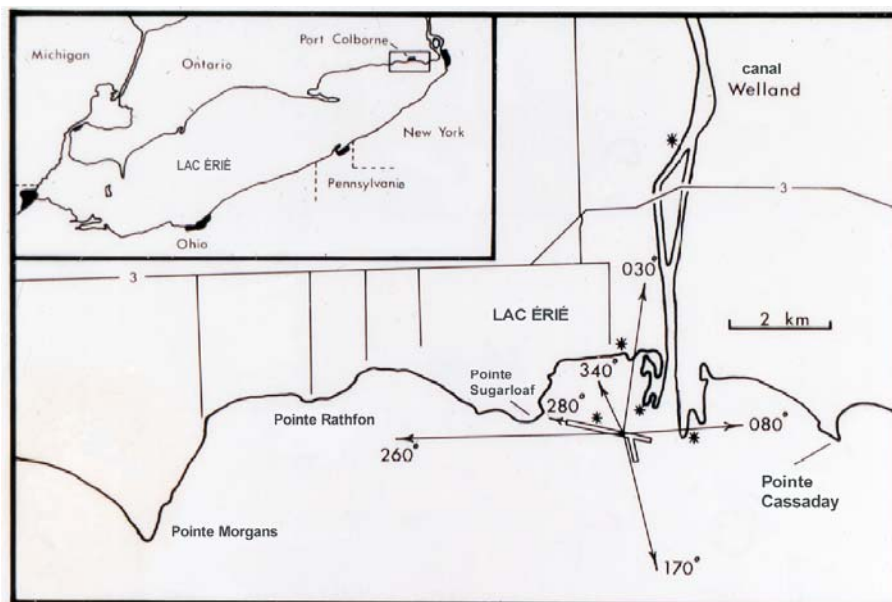 Port Colborne
Michigan
Ontario
New York
LAC ÉRIÉ
Pennsylvanie
Ohio
canal
Welland
3
3
030°
LAC ÉRIÉ
2 km
340°
Pointe
Sugarloaf
280°
Pointe Rathfon
080°
260°
Pointe
Cassaday
Pointe Morgans
170°